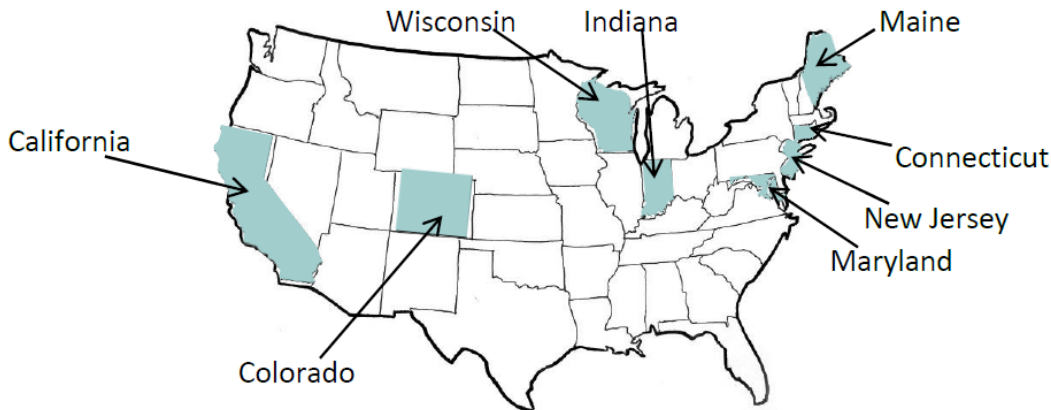 Wisconsin
Indiana
Maine
California
Connecticut
New Jersey
Maryland
Colorado